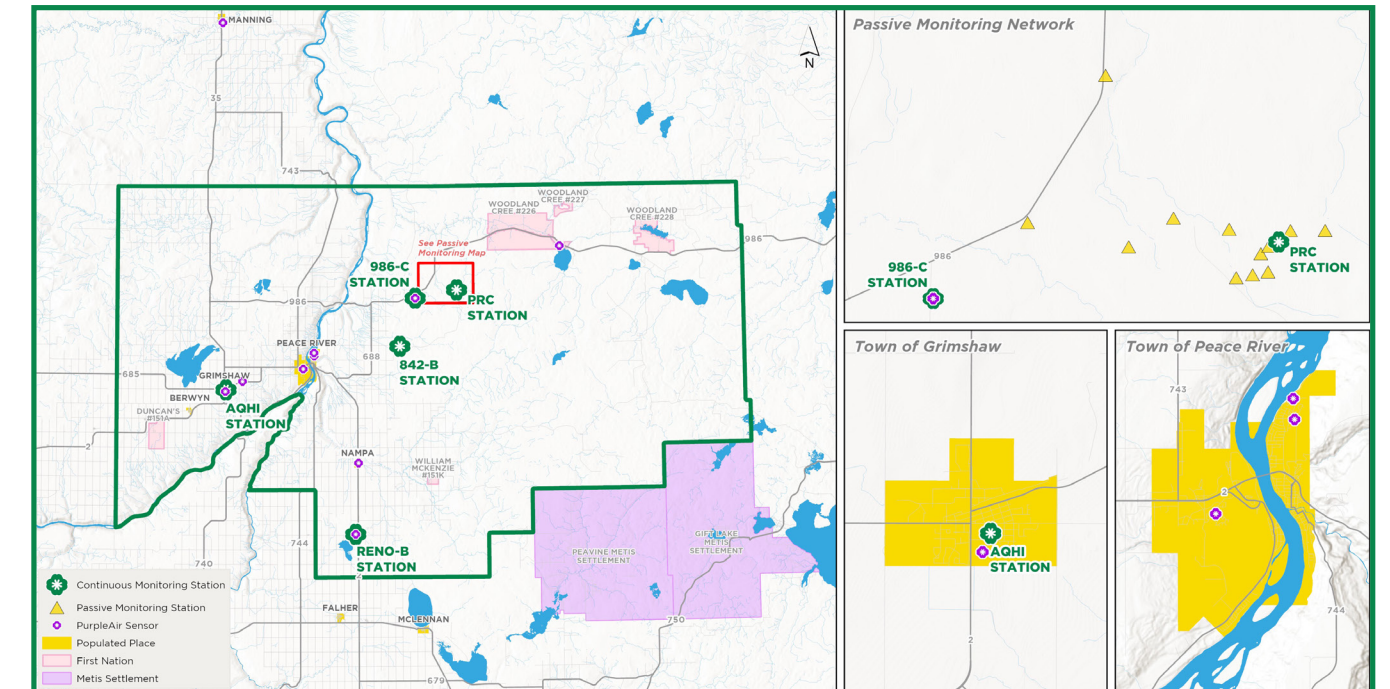 MANNING
N
35
743
WOODLAND
CREE #227
WOODLAND
CREE #226
WOODLAND
CREE #228
986
See Passive
Monitoring Map
986-C
STATION
PRC
STATION
986
PEACE RIVER
688
842-B
STATION
685
GRIMSHAW
BERWYN
AQHI
STATION
DUNCAN'S
#151A
2
NAMPA
WILLIAM
MCKENZIE
#151K
744
RENO-B
STATION
2
740
PEAVINE METIS
SETTLEMENT
GIFT LAKE
METIS
SETTLEMENT
FALHER
MCLENNAN
750
679
Continuous Monitoring Station
Passive Monitoring Station
PurpleAir Sensor
Populated Place
First Nation
Metis Settlement
Passive Monitoring Network
986
986-C
STATION
PRC
STATION
Town of Grimshaw
AQHI
STATION
2
Town of Peace River
743
2
744